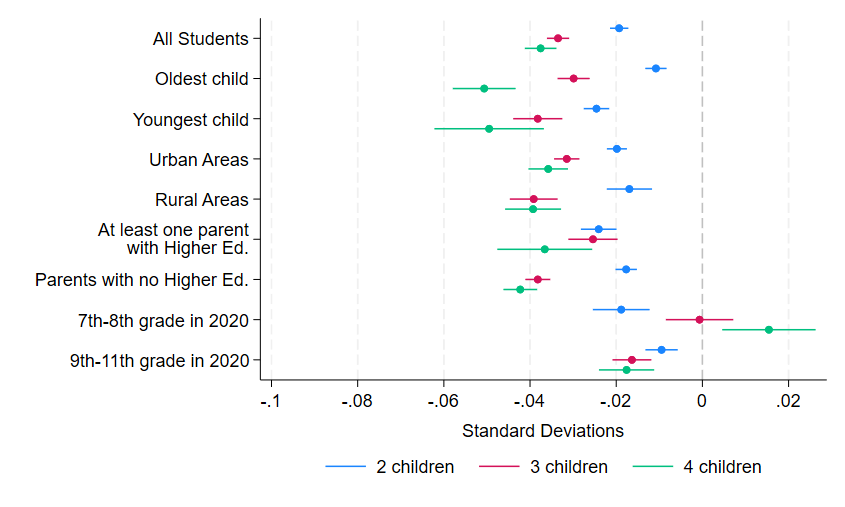 All Students
Oldest child
Youngest child
Urban Areas
Rural Areas
At least one parent
with Higher Ed.
Parents with no Higher Ed.
7th-8th grade in 2020
9th-11th grade in 2020
-.1 -.08 -.06 -.04 -.02 0 .02
Standard Deviations
2 children 3 children 4 children